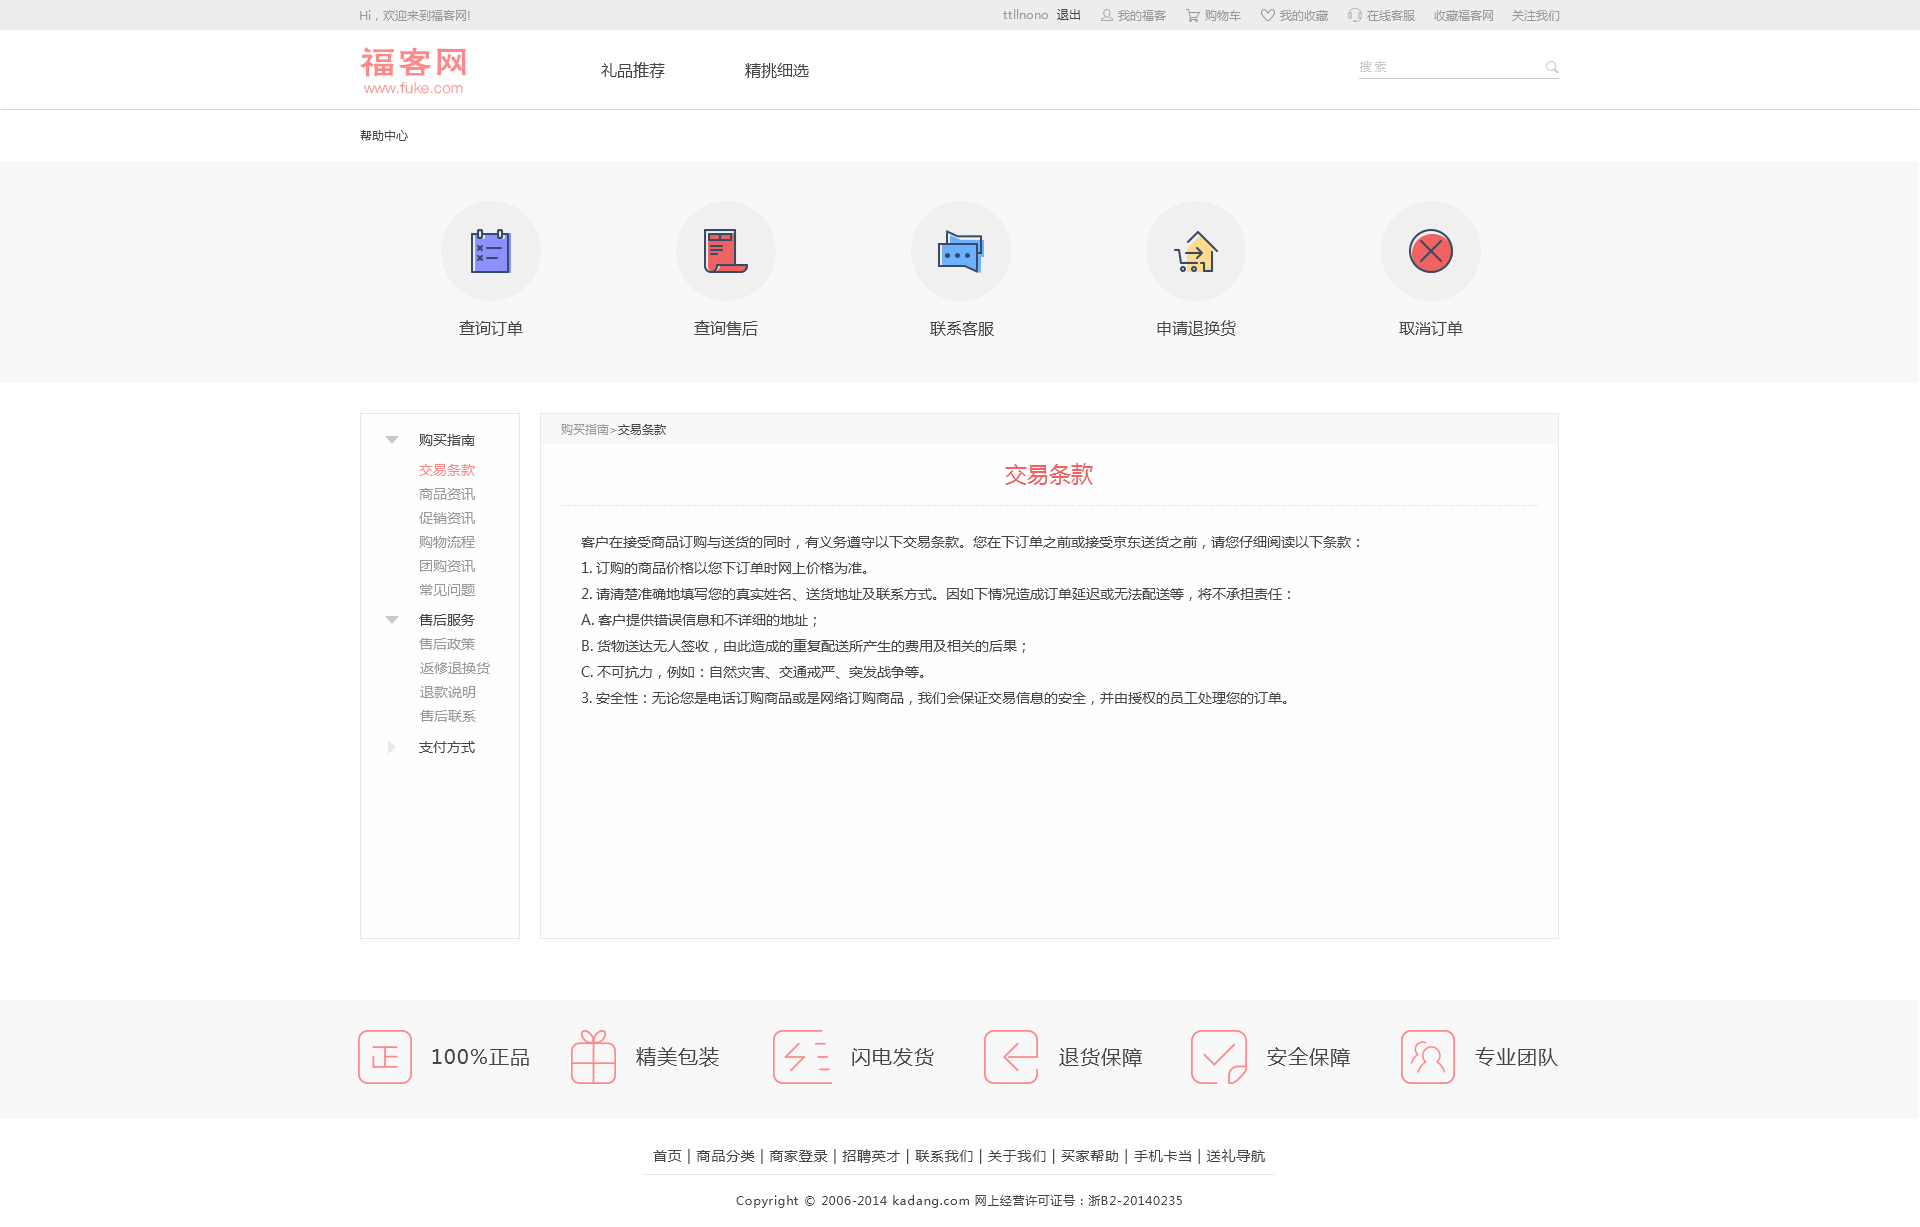 Hi，欢迎来到福客网!
ttllnono 退出 我的福客 购物车 我的收藏 在线客服 收藏福客网 关注我们
福客网
www.fuke.com
礼品推荐 精挑细选
搜索
帮助中心
查询订单 查询售后 联系客服 申请退换货 取消订单
购买指南
交易条款
商品资讯
促销资讯
购物流程
团购资讯
常见问题
售后服务
售后政策
返修退换货
退款说明
售后联系
支付方式
购买指南>交易条款
交易条款
客户在接受商品订购与送货的同时，有义务遵守以下交易条款。您在下订单之前或接受京东送货之前，请您仔细阅读以下条款：
1. 订购的商品价格以您下订单时网上价格为准。
2. 请清楚准确地填写您的真实姓名、送货地址及联系方式。因如下情况造成订单延迟或无法配送等，将不承担责任：
A. 客户提供错误信息和不详细的地址；
B. 货物送达无人签收，由此造成的重复配送所产生的费用及相关的后果；
C. 不可抗力，例如：自然灾害、交通戒严、突发战争等。
3. 安全性：无论您是电话订购商品或是网络订购商品，我们会保证交易信息的安全，并由授权的员工处理您的订单。
正 100%正品 精美包装 闪电发货 退货保障 安全保障 专业团队
首页 | 商品分类 | 商家登录 | 招聘英才 | 联系我们 | 关于我们 | 买家帮助 | 手机卡当 | 送礼导航
Copyright © 2006-2014 kadang.com 网上经营许可证号：浙B2-20140235